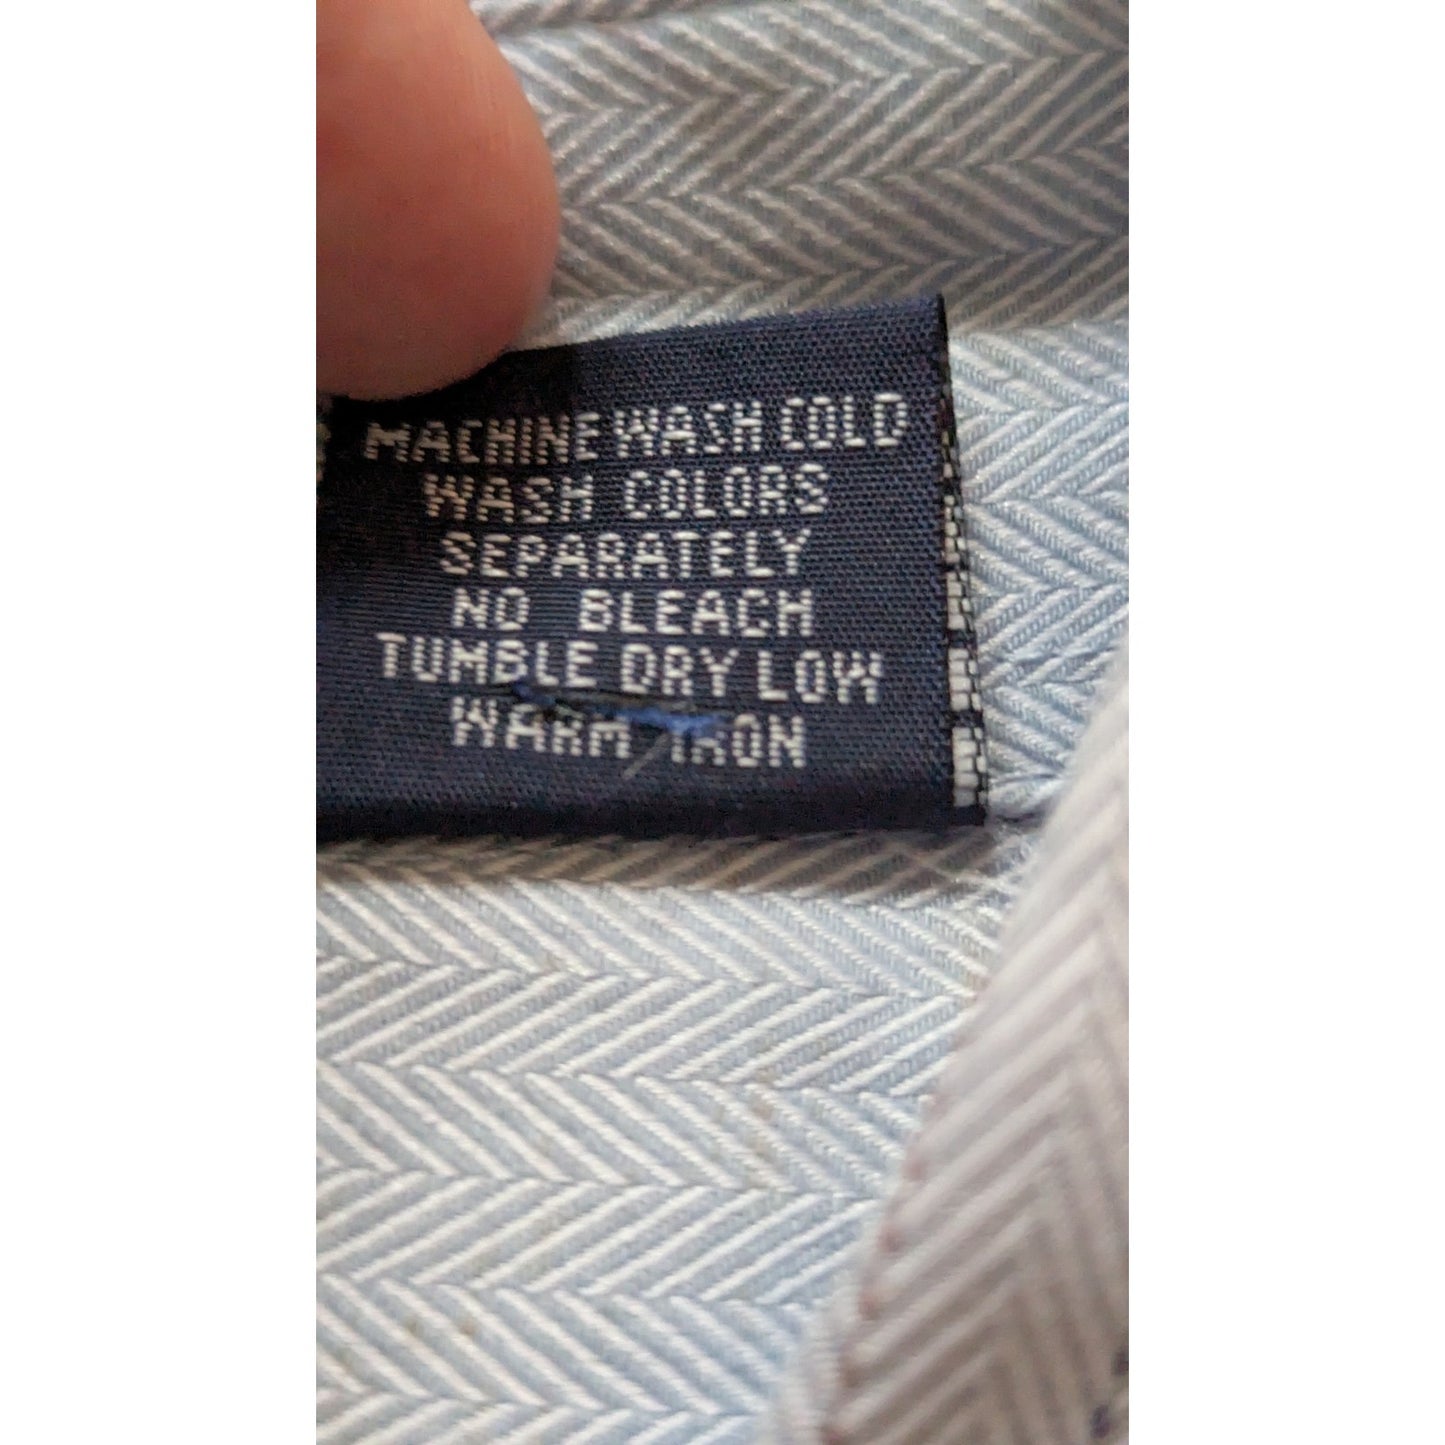 MACHINE WASH COLD
WASH COLORS
SEPARATELY
NO BLEACH
TUMBLE DRY LOW
WARM IRON